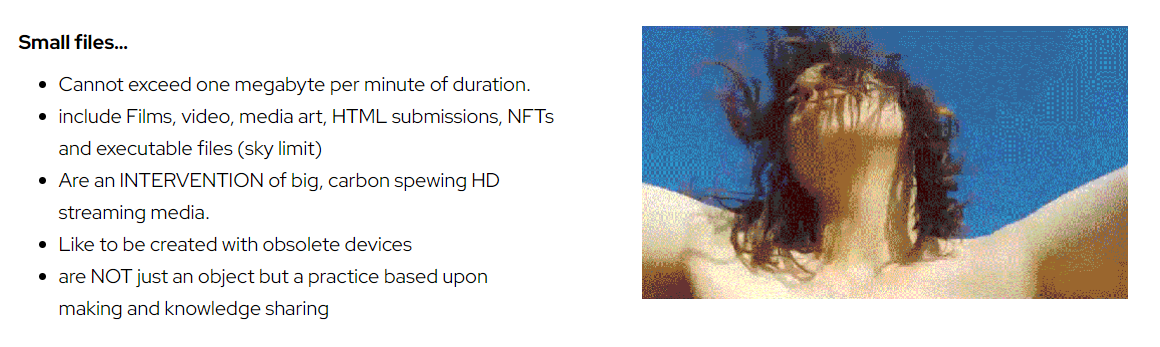 Small files...
Cannot exceed one megabyte per minute of duration.
include Films, video, media art, HTML submissions, NFTs
and executable files (sky limit)
Are an INTERVENTION of big, carbon spewing HD
streaming media.
Like to be created with obsolete devices
are NOT just an object but a practice based upon
making and knowledge sharing